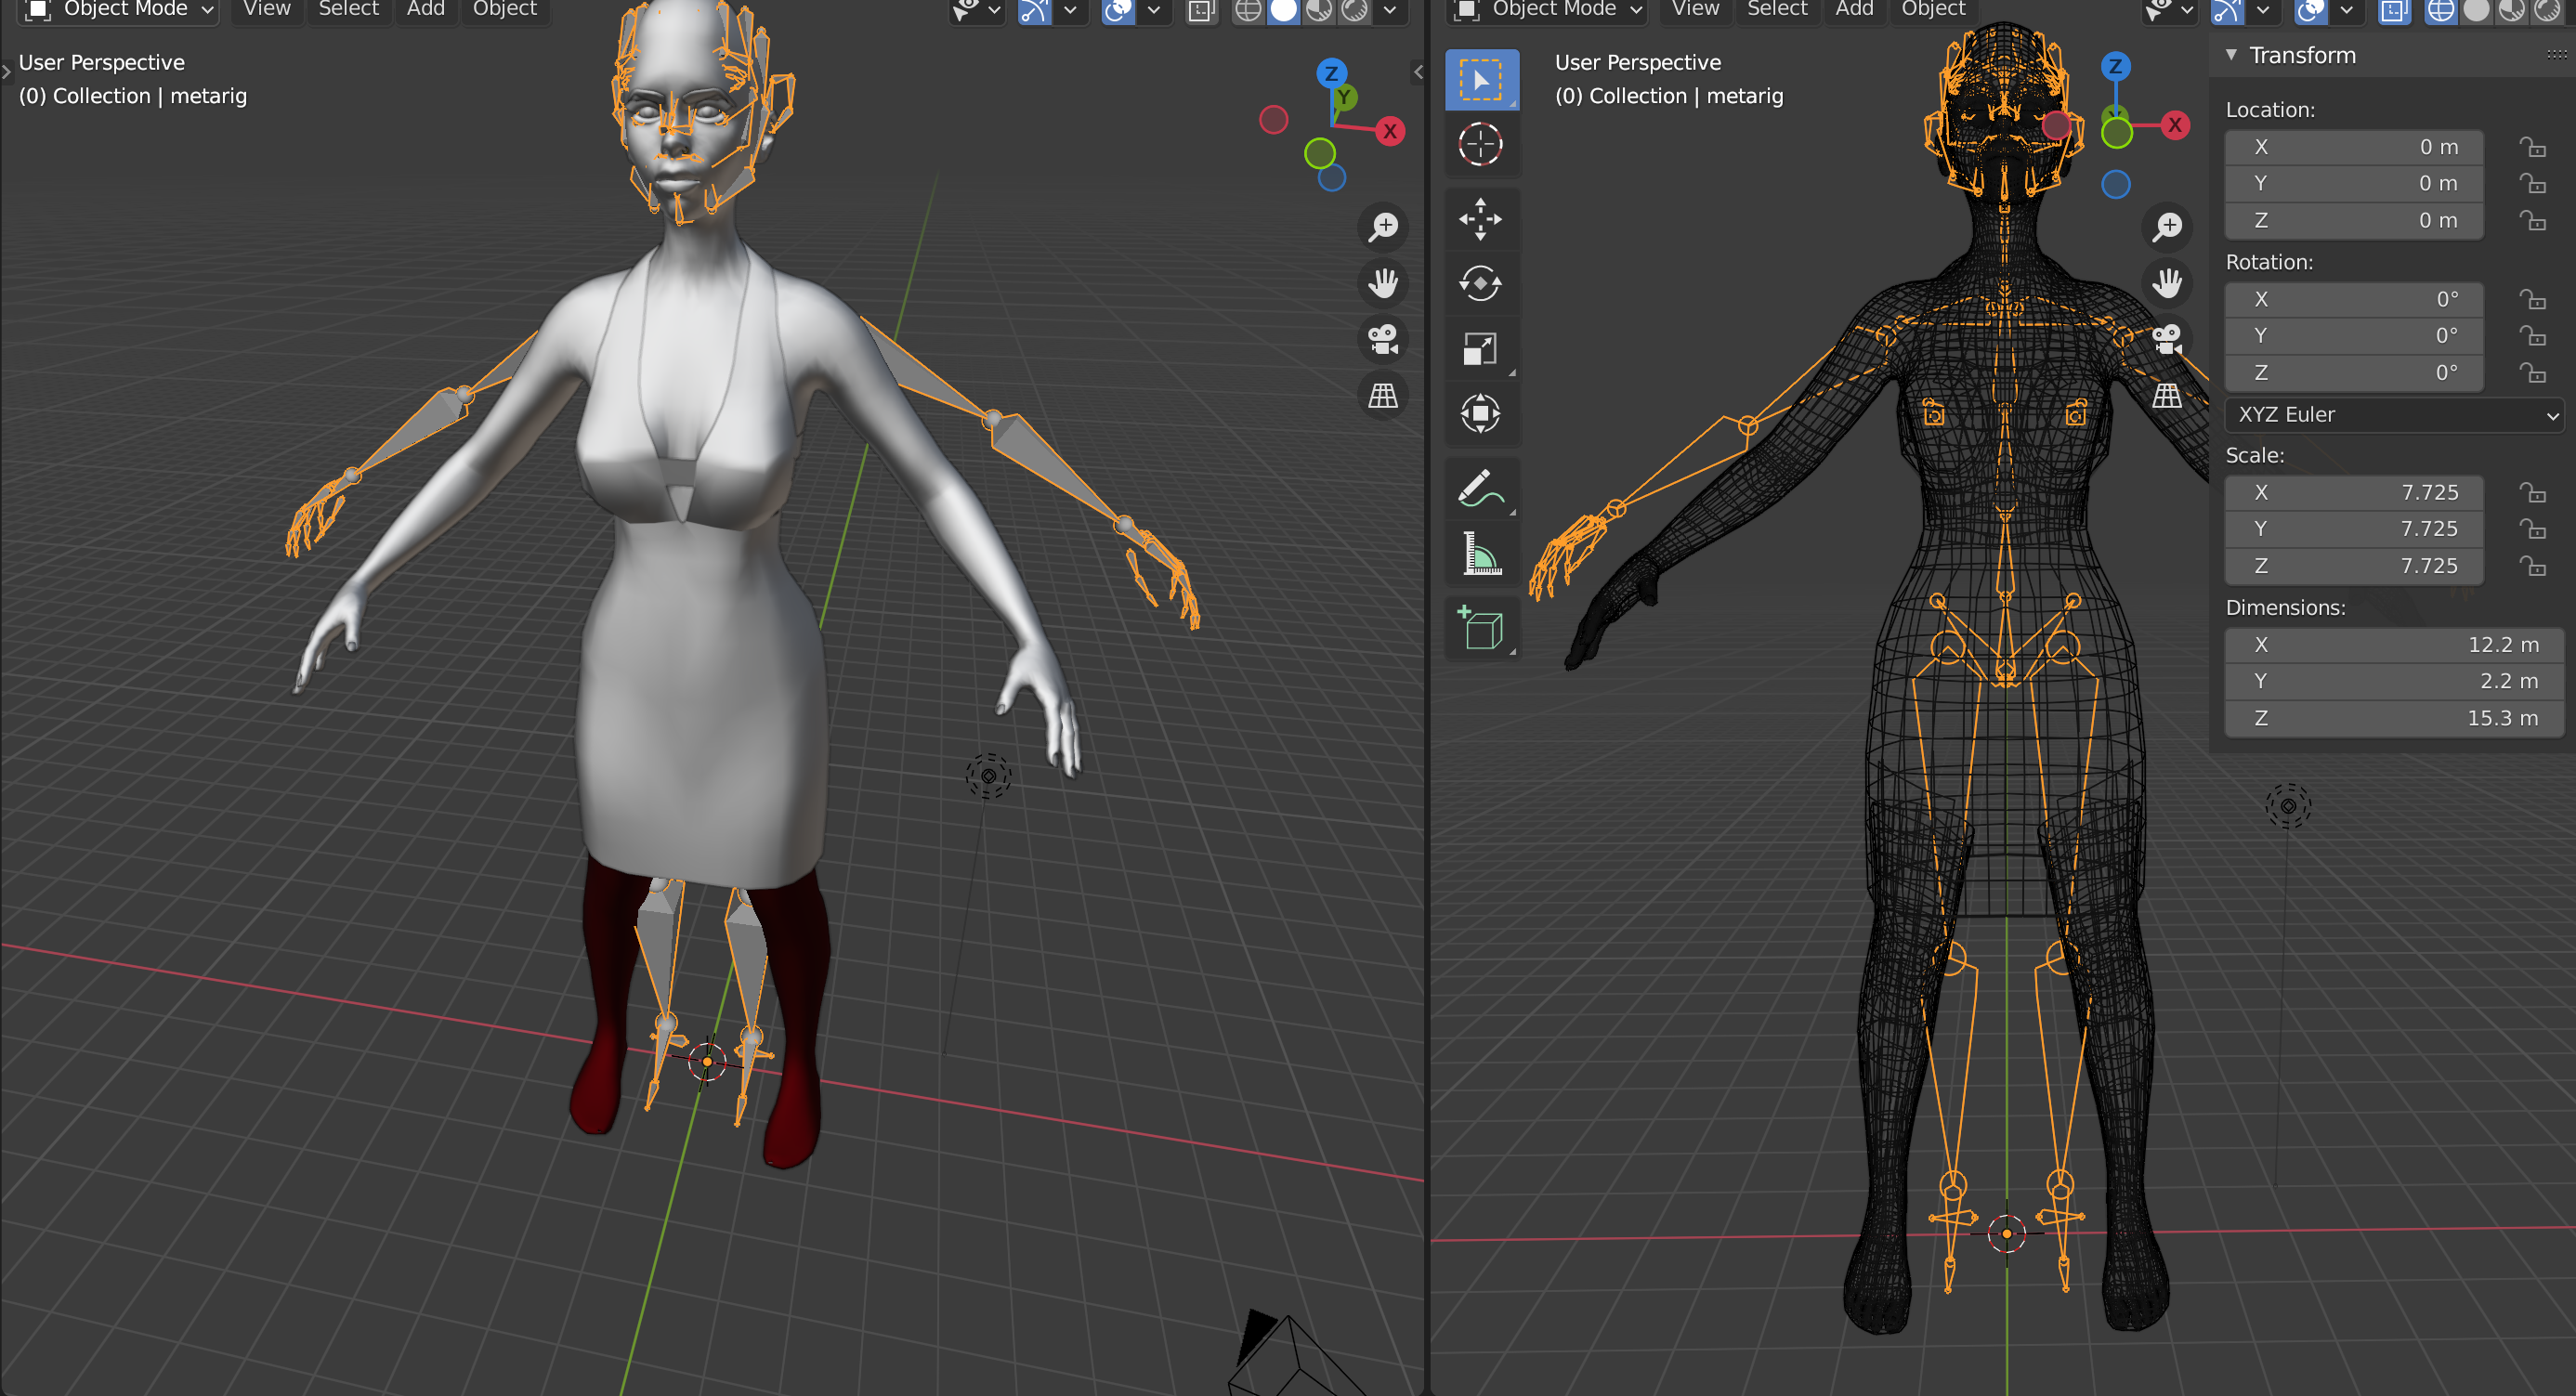 Object Mode View Select Add Object
User Perspective
(0) Collection | metarig
Z
Y
X
Object Mode View Select Add Object
User Perspective
(0) Collection | metarig
Z
X
Transform
Location:
X 0 m
Y 0 m
Z 0 m
Rotation:
X 0°
Y 0°
Z 0°
XYZ Euler
Scale:
X 7.725
Y 7.725
Z 7.725
Dimensions:
X 12.2 m
Y 2.2 m
Z 15.3 m